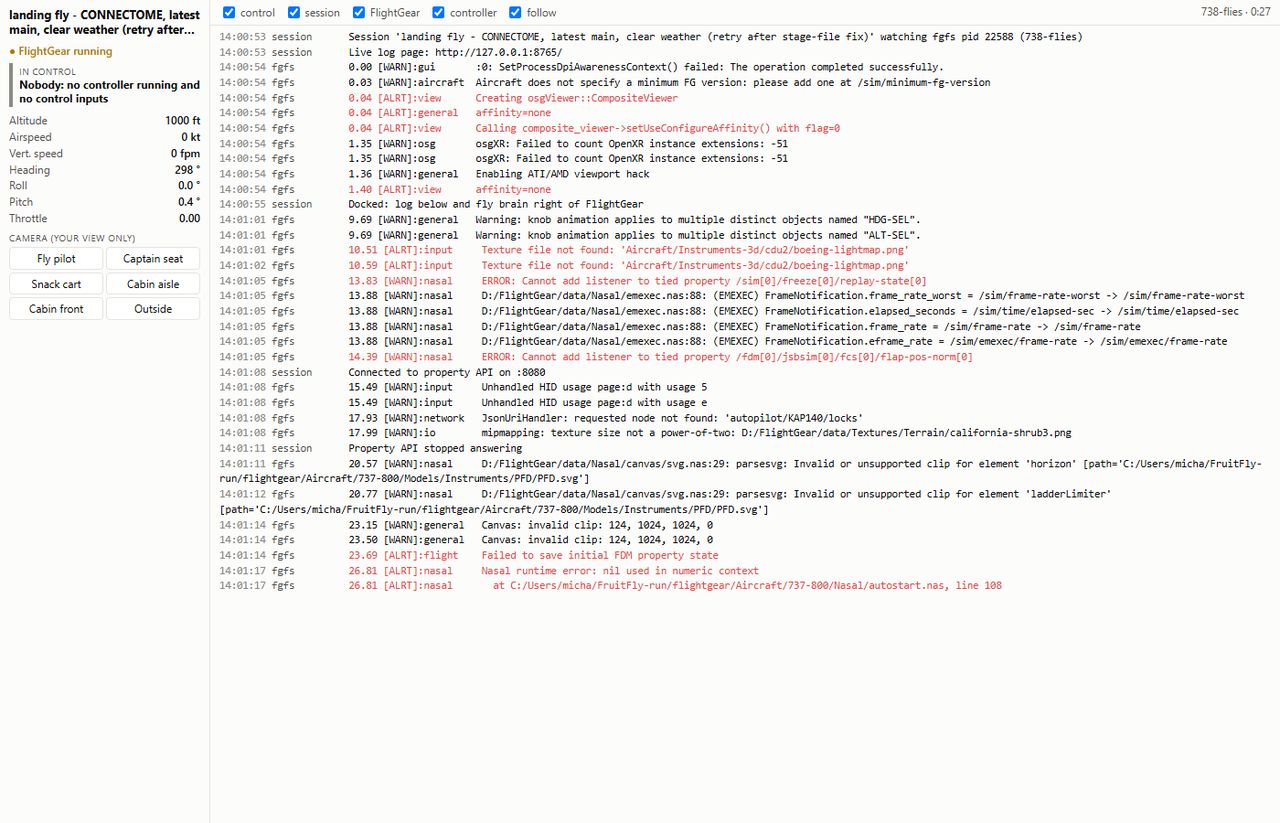 landing fly - CONNECTOME, latest
main, clear weather (retry after...
● FlightGear running
IN CONTROL
Nobody: no controller running and
no control inputs
Altitude 1000 ft
Airspeed 0 kt
Vert. speed 0 fpm
Heading 298 °
Roll 0.0 °
Pitch 0.4 °
Throttle 0.00
CAMERA (YOUR VIEW ONLY)
Fly pilot Captain seat
Snack cart Cabin aisle
Cabin front Outside
control session FlightGear controller follow 738-flies · 0:27
14:00:53 session Session 'landing fly - CONNECTOME, latest main, clear weather (retry after stage-file fix)' watching fgfs pid 22588 (738-flies)
14:00:53 session Live log page: http://127.0.0.1:8765/
14:00:54 fgfs 0.00 [WARN]:gui :0: SetProcessDpiAwarenessContext() failed: The operation completed successfully.
14:00:54 fgfs 0.03 [WARN]:aircraft Aircraft does not specify a minimum FG version: please add one at /sim/minimum-fg-version
14:00:54 fgfs 0.04 [ALRT]:view Creating osgViewer::CompositeViewer
14:00:54 fgfs 0.04 [ALRT]:general affinity=none
14:00:54 fgfs 0.04 [ALRT]:view Calling composite_viewer->setUseConfigureAffinity() with flag=0
14:00:54 fgfs 1.35 [WARN]:osg osgXR: Failed to count OpenXR instance extensions: -51
14:00:54 fgfs 1.35 [WARN]:osg osgXR: Failed to count OpenXR instance extensions: -51
14:00:54 fgfs 1.36 [WARN]:general Enabling ATI/AMD viewport hack
14:00:54 fgfs 1.40 [ALRT]:view affinity=none
14:00:55 session Docked: log below and fly brain right of FlightGear
14:01:01 fgfs 9.69 [WARN]:general Warning: knob animation applies to multiple distinct objects named "HDG-SEL".
14:01:01 fgfs 9.69 [WARN]:general Warning: knob animation applies to multiple distinct objects named "ALT-SEL".
14:01:01 fgfs 10.51 [ALRT]:input Texture file not found: 'Aircraft/Instruments-3d/cdu2/boeing-lightmap.png'
14:01:02 fgfs 10.59 [ALRT]:input Texture file not found: 'Aircraft/Instruments-3d/cdu2/boeing-lightmap.png'
14:01:05 fgfs 13.83 [WARN]:nasal ERROR: Cannot add listener to tied property /sim[0]/freeze[0]/replay-state[0]
14:01:05 fgfs 13.88 [WARN]:nasal D:/FlightGear/data/Nasal/emexec.nas:88: (EMEXEC) FrameNotification.frame_rate_worst = /sim/frame-rate-worst -> /sim/frame-rate-worst
14:01:05 fgfs 13.88 [WARN]:nasal D:/FlightGear/data/Nasal/emexec.nas:88: (EMEXEC) FrameNotification.elapsed_seconds = /sim/time/elapsed-sec -> /sim/time/elapsed-sec
14:01:05 fgfs 13.88 [WARN]:nasal D:/FlightGear/data/Nasal/emexec.nas:88: (EMEXEC) FrameNotification.frame_rate = /sim/frame-rate -> /sim/frame-rate
14:01:05 fgfs 13.88 [WARN]:nasal D:/FlightGear/data/Nasal/emexec.nas:88: (EMEXEC) FrameNotification.eframe_rate = /sim/emexec/frame-rate -> /sim/emexec/frame-rate
14:01:05 fgfs 14.39 [WARN]:nasal ERROR: Cannot add listener to tied property /fdm[0]/jsbsim[0]/fcs[0]/flap-pos-norm[0]
14:01:08 session Connected to property API on :8080
14:01:08 fgfs 15.49 [WARN]:input Unhandled HID usage page:d with usage 5
14:01:08 fgfs 15.49 [WARN]:input Unhandled HID usage page:d with usage e
14:01:08 fgfs 17.93 [WARN]:network JsonUriHandler: requested node not found: 'autopilot/KAP140/locks'
14:01:08 fgfs 17.99 [WARN]:io mipmapping: texture size not a power-of-two: D:/FlightGear/data/Textures/Terrain/california-shrub3.png
14:01:11 session Property API stopped answering
14:01:11 fgfs 20.57 [WARN]:nasal D:/FlightGear/data/Nasal/canvas/svg.nas:29: parsesvg: Invalid or unsupported clip for element 'horizon' [path='C:/Users/micha/FruitFly-
run/flightgear/Aircraft/737-800/Models/Instruments/PFD/PFD.svg']
14:01:12 fgfs 20.77 [WARN]:nasal D:/FlightGear/data/Nasal/canvas/svg.nas:29: parsesvg: Invalid or unsupported clip for element 'ladderLimiter'
[path='C:/Users/micha/FruitFly-run/flightgear/Aircraft/737-800/Models/Instruments/PFD/PFD.svg']
14:01:14 fgfs 23.15 [WARN]:general Canvas: invalid clip: 124, 1024, 1024, 0
14:01:14 fgfs 23.50 [WARN]:general Canvas: invalid clip: 124, 1024, 1024, 0
14:01:14 fgfs 23.69 [ALRT]:flight Failed to save initial FDM property state
14:01:17 fgfs 26.81 [ALRT]:nasal Nasal runtime error: nil used in numeric context
14:01:17 fgfs 26.81 [ALRT]:nasal at C:/Users/micha/FruitFly-run/flightgear/Aircraft/737-800/Nasal/autostart.nas, line 108